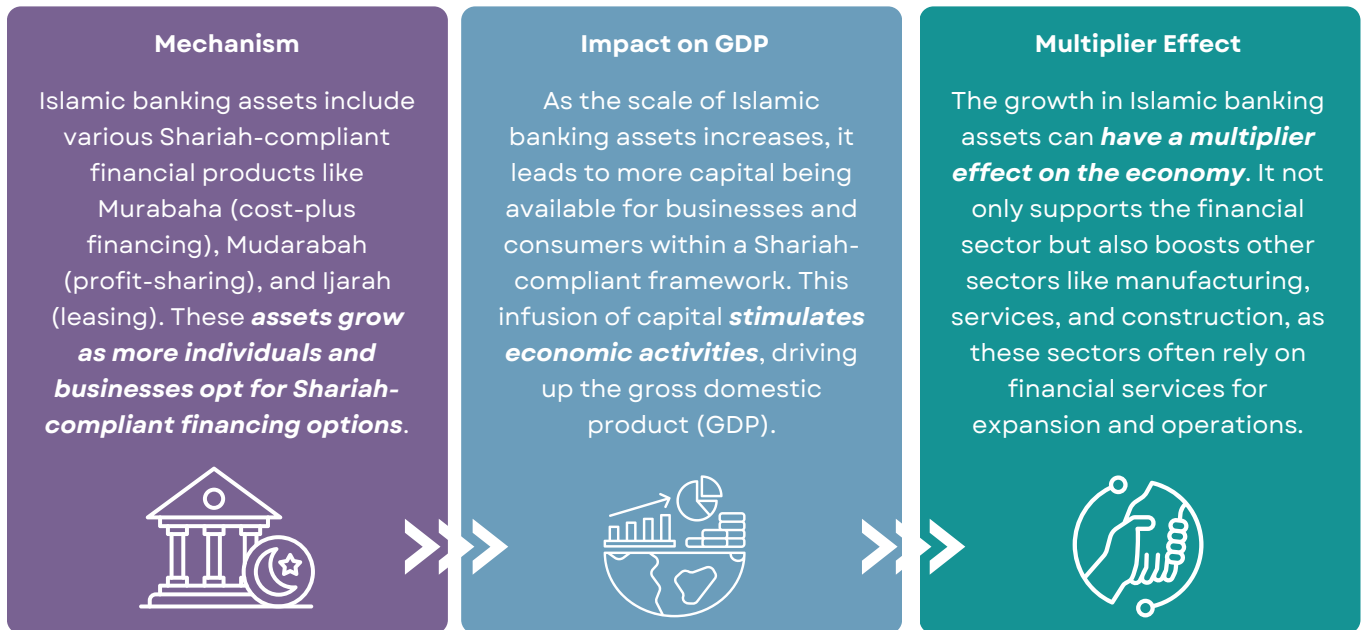 Mechanism
Islamic banking assets include
various Shariah-compliant
financial products like
Murabaha (cost-plus
financing), Mudarabah
(profit-sharing), and Ijarah
(leasing). These assets grow
as more individuals and
businesses opt for Shariah-
compliant financing options.
Impact on GDP
As the scale of Islamic
banking assets increases, it
leads to more capital being
available for businesses and
consumers within a Shariah-
compliant framework. This
infusion of capital stimulates
economic activities, driving
up the gross domestic
product (GDP).
Multiplier Effect
The growth in Islamic banking
assets can have a multiplier
effect on the economy. It not
only supports the financial
sector but also boosts other
sectors like manufacturing,
services, and construction, as
these sectors often rely on
financial services for
expansion and operations.